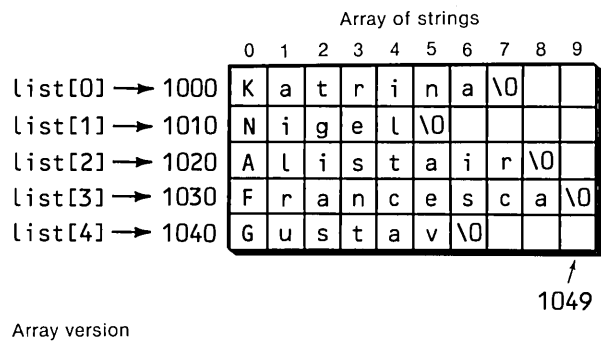 Array of strings
0 1 2 3 4 5 6 7 8 9
list[0] → 1000 K a t r i n a \0
list[1] → 1010 N i g e l \0
list[2] → 1020 A l i s t a i r \0
list[3] → 1030 F r a n c e s c a \0
list[4] → 1040 G u s t a v \0
1049
Array version